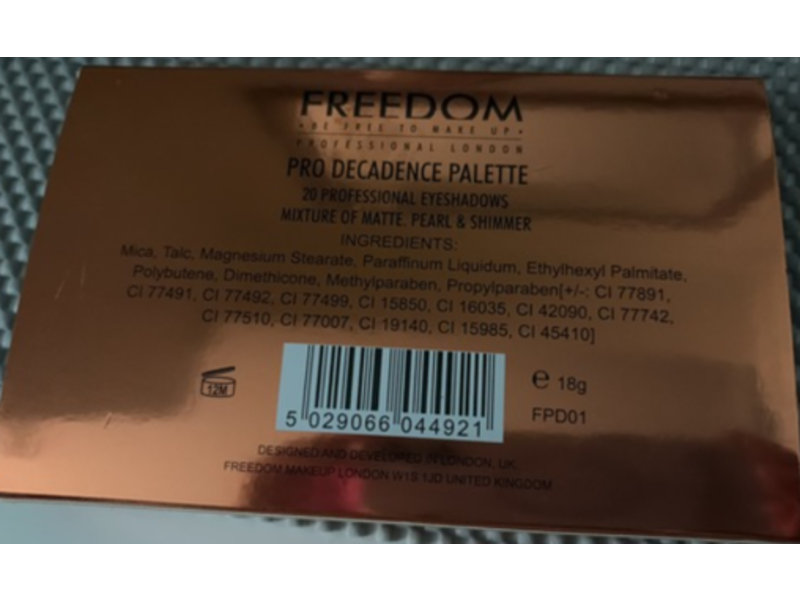 FREEDOM
• BE FREE TO MAKE UP •
PROFESSIONAL LONDON
PRO DECADENCE PALETTE
20 PROFESSIONAL EYESHADOWS
MIXTURE OF MATTE. PEARL & SHIMMER
INGREDIENTS:
Mica, Talc, Magnesium Stearate, Paraffinum Liquidum, Ethylhexyl Palmitate,
Polybutene, Dimethicone, Methylparaben, Propylparaben[+/-: CI 77891,
CI 77491, CI 77492, CI 77499, CI 15850, CI 16035, CI 42090, CI 77742,
CI 77510, CI 77007, CI 19140, CI 15985, CI 45410]
12M
5 029066 044921
e 18g
FPD01
DESIGNED AND DEVELOPED IN LONDON, UK.
FREEDOM MAKEUP LONDON W1S 1JD UNITED KINGDOM